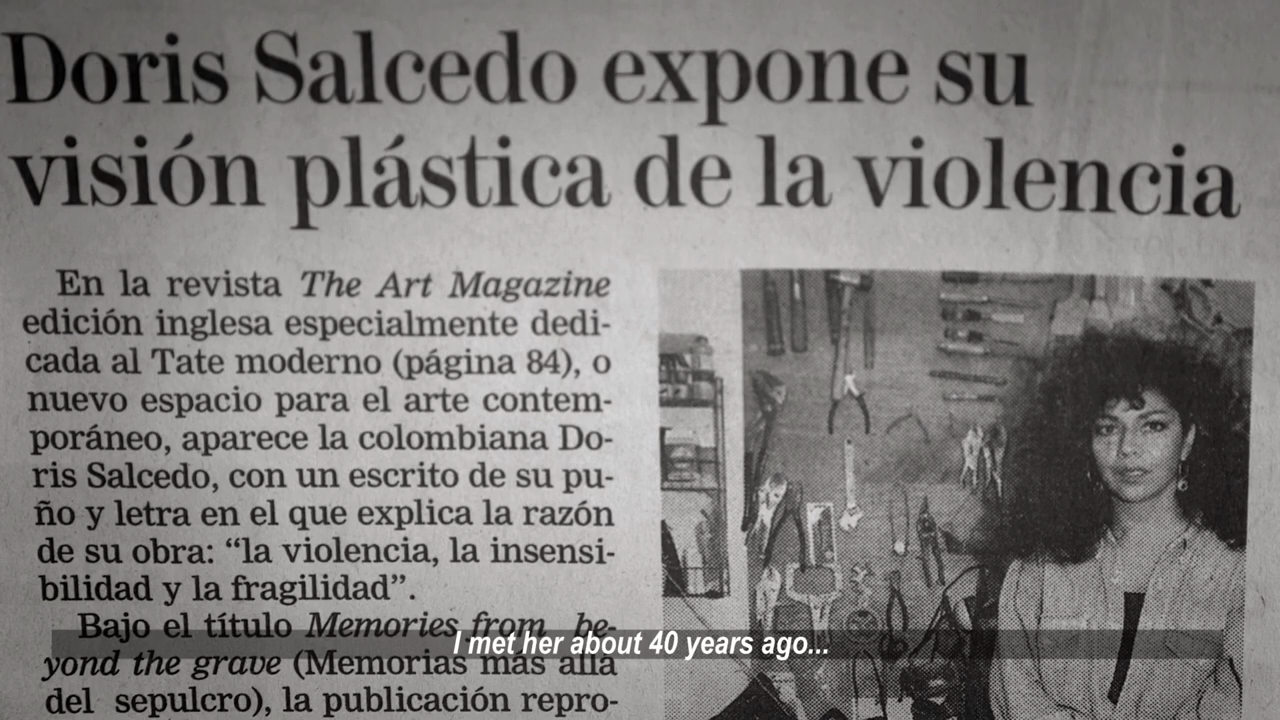 Doris Salcedo expone su
visión plástica de la violencia
En la revista The Art Magazine
edición inglesa especialmente dedi-
cada al Tate moderno (página 84), o
nuevo espacio para el arte contem-
poráneo, aparece la colombiana Do-
ris Salcedo, con un escrito de su pu-
ño y letra en el que explica la razón
de su obra: “la violencia, la insensi-
bilidad y la fragilidad”.
Bajo el título Memories from be-
yond the grave (Memorias más allá
del sepulcro), la publicación repro-
I met her about 40 years ago...